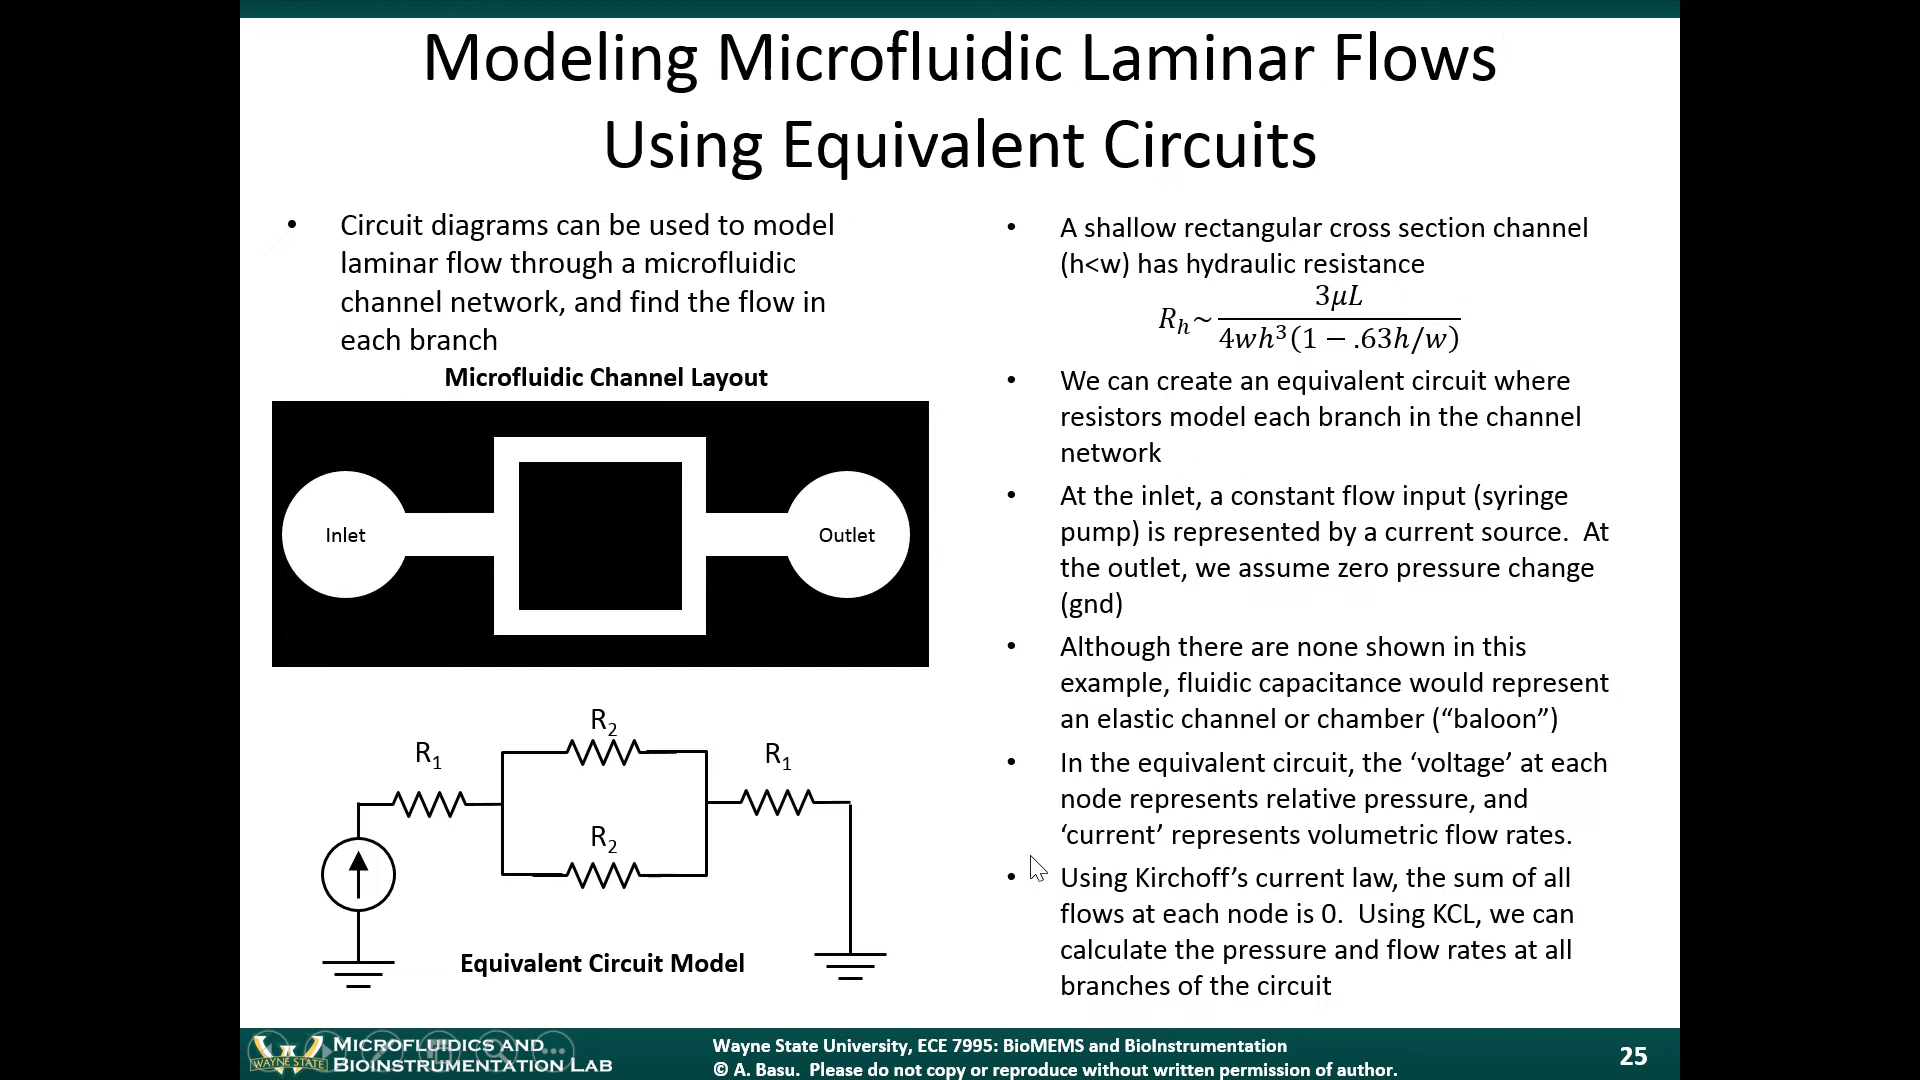 Modeling Microfluidic Laminar Flows
Using Equivalent Circuits
• Circuit diagrams can be used to model
laminar flow through a microfluidic
channel network, and find the flow in
each branch
Microfluidic Channel Layout
Inlet
Outlet
R₁
R₂
R₁
R₂
Equivalent Circuit Model
• A shallow rectangular cross section channel
(h<w) has hydraulic resistance
Rₕ~ 3μL / 4wh³(1 − .63h/w)
• We can create an equivalent circuit where
resistors model each branch in the channel
network
• At the inlet, a constant flow input (syringe
pump) is represented by a current source.  At
the outlet, we assume zero pressure change
(gnd)
• Although there are none shown in this
example, fluidic capacitance would represent
an elastic channel or chamber (“baloon”)
• In the equivalent circuit, the ‘voltage’ at each
node represents relative pressure, and
‘current’ represents volumetric flow rates.
• Using Kirchoff’s current law, the sum of all
flows at each node is 0.  Using KCL, we can
calculate the pressure and flow rates at all
branches of the circuit
WAYNE STATE
MICROFLUIDICS AND
BIOINSTRUMENTATION LAB
Wayne State University, ECE 7995: BioMEMS and BioInstrumentation
© A. Basu.  Please do not copy or reproduce without written permission of author.
25